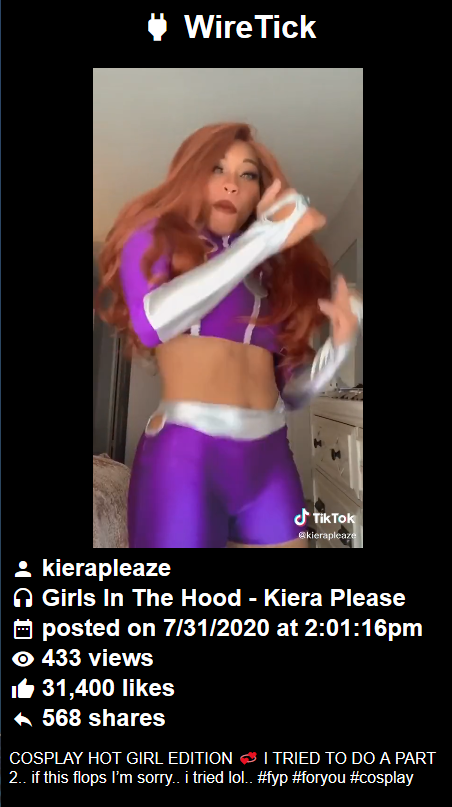 WireTick
TikTok
@kierapleaze
kierapleaze
Girls In The Hood - Kiera Please
posted on 7/31/2020 at 2:01:16pm
433 views
31,400 likes
568 shares
COSPLAY HOT GIRL EDITION 💞 I TRIED TO DO A PART
2.. if this flops I’m sorry.. i tried lol.. #fyp #foryou #cosplay